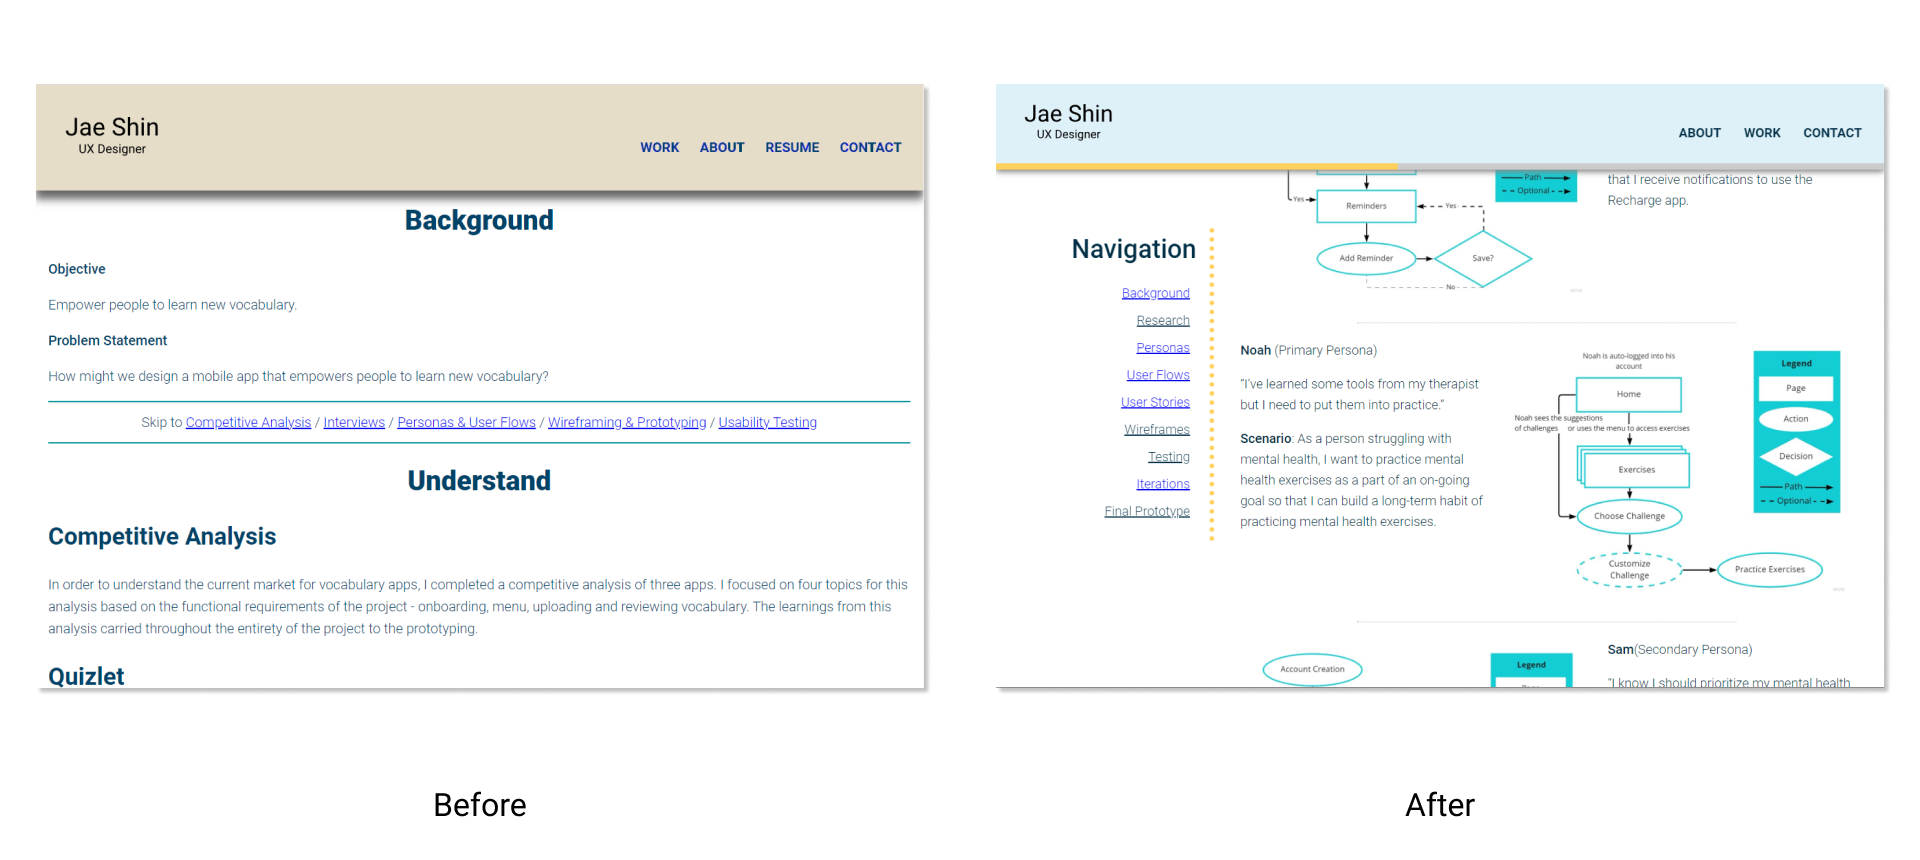 Jae Shin
UX Designer
WORK ABOUT RESUME CONTACT
Background
Objective
Empower people to learn new vocabulary.
Problem Statement
How might we design a mobile app that empowers people to learn new vocabulary?
Skip to Competitive Analysis / Interviews / Personas & User Flows / Wireframing & Prototyping / Usability Testing
Understand
Competitive Analysis
In order to understand the current market for vocabulary apps, I completed a competitive analysis of three apps. I focused on four topics for this
analysis based on the functional requirements of the project - onboarding, menu, uploading and reviewing vocabulary. The learnings from this
analysis carried throughout the entirety of the project to the prototyping.
Quizlet
Before
Jae Shin
UX Designer
ABOUT WORK CONTACT
Path
Optional
that I receive notifications to use the
Recharge app.
Yes
Reminders
Yes
Add Reminder
Save?
No
Navigation
Background
Research
Personas
User Flows
User Stories
Wireframes
Testing
Iterations
Final Prototype
Noah (Primary Persona)
“I’ve learned some tools from my therapist
but I need to put them into practice.”
Scenario: As a person struggling with
mental health, I want to practice mental
health exercises as a part of an on-going
goal so that I can build a long-term habit of
practicing mental health exercises.
Noah is auto-logged into his
account
Home
Noah sees the suggestions
of challenges
or uses the menu to access exercises
Exercises
Choose Challenge
Customize
Challenge
Practice Exercises
Legend
Page
Action
Decision
Path
Optional
Account Creation
Legend
Sam(Secondary Persona)
“I know I should prioritize my mental health
After